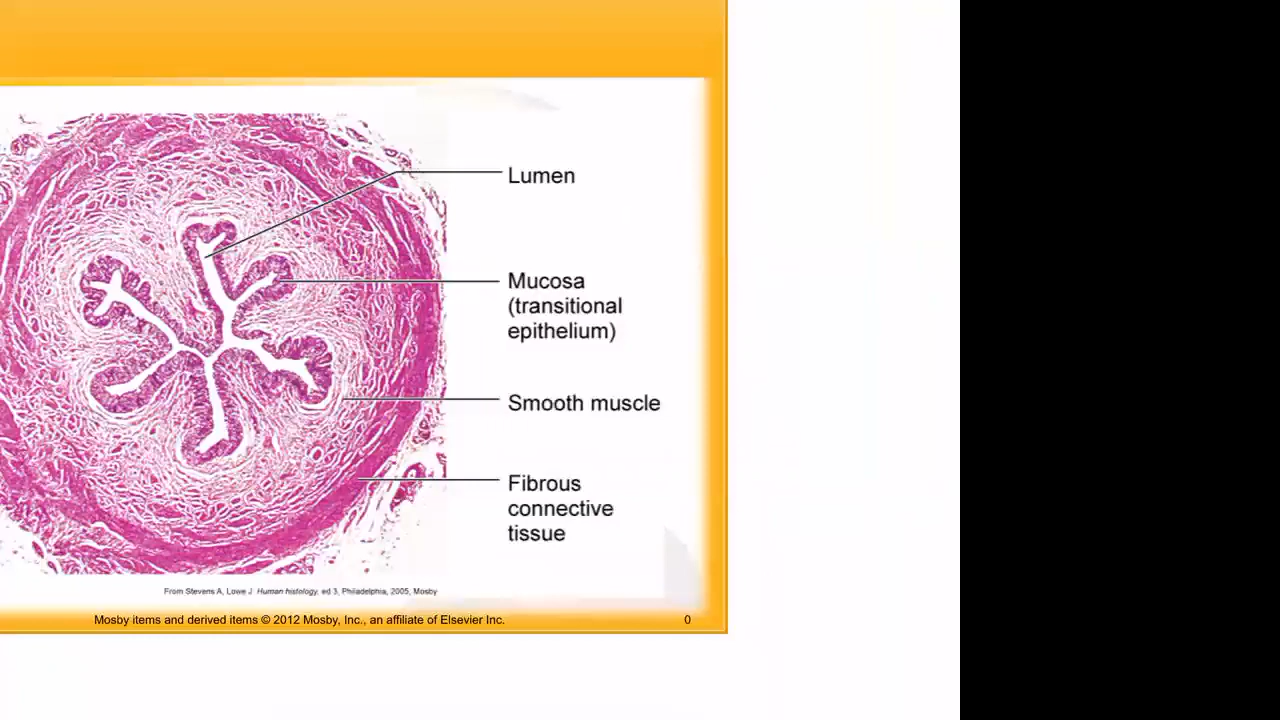 Lumen
Mucosa
(transitional
epithelium)
Smooth muscle
Fibrous
connective
tissue
From Stevens A, Lowe J Human histology, ed 3, Philadelphia, 2005, Mosby
Mosby items and derived items © 2012 Mosby, Inc., an affiliate of Elsevier Inc.
0